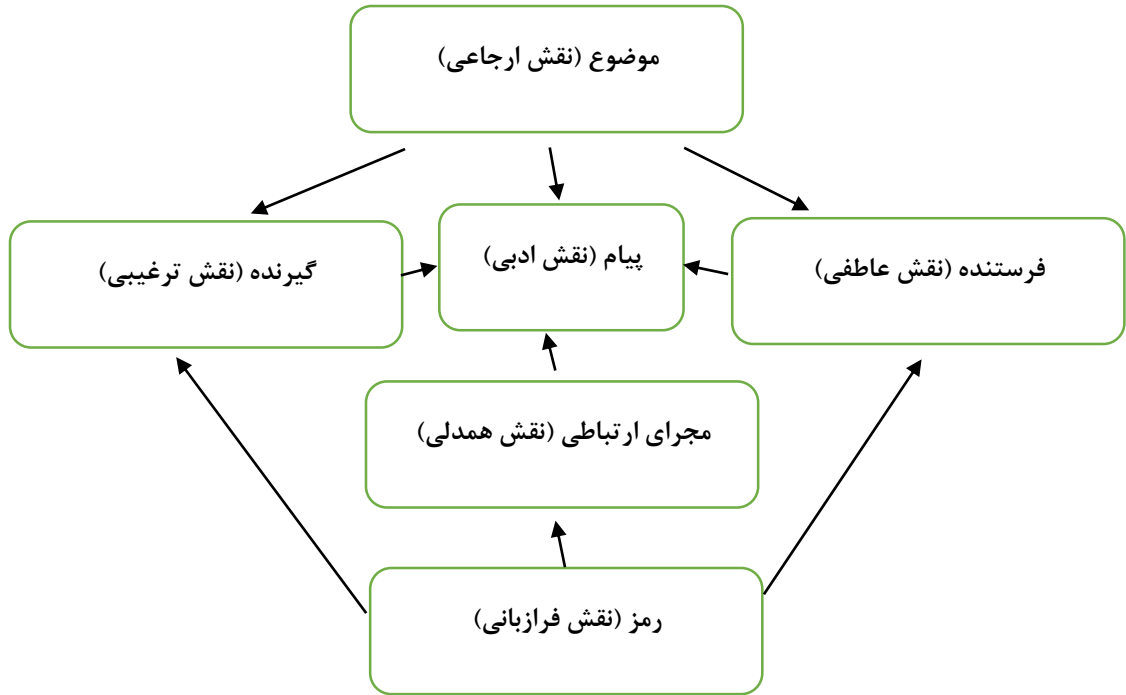 موضوع (نقش ارجاعی)
فرستنده (نقش عاطفی)
پیام (نقش ادبی)
گیرنده (نقش ترغیبی)
مجرای ارتباطی (نقش همدلی)
رمز (نقش فرازبانی)